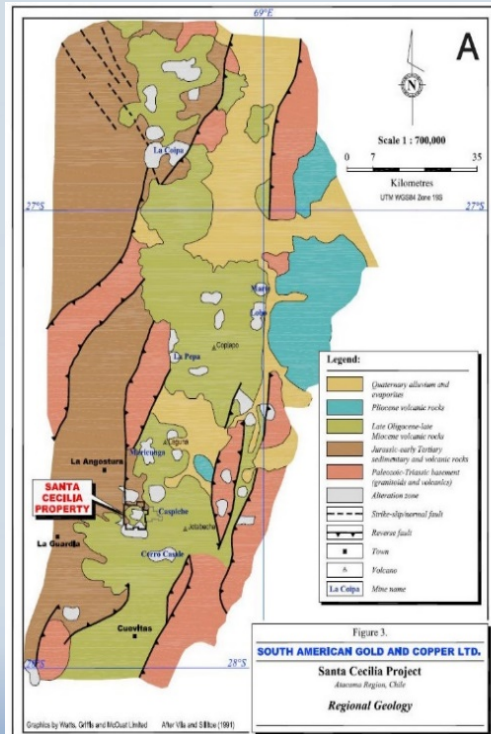 69°E
A
N
Scale 1 : 700,000
0 7 35
Kilometres
UTM WGS84 Zone 19S
27°S
27°S
La Coipa
Marte
Lobo
Copiapo
La Pepa
Legend:
Quaternary alluvium and evaporites
Pliocene volcanic rocks
Late Oligocene-late Miocene volcanic rocks
Jurassic-early Tertiary sedimentary and volcanic rocks
Paleozoic-Triassic basement (granitoids and volcanics)
Alteration zone
Strike-slip/normal fault
Reverse fault
Town
Volcano
La Coipa
Mine name
Maricunga
Laguna
La Angostura
SANTA
CECILIA
PROPERTY
Caspiche
La Guardia
Cerro Casale
Cuevitas
28°S
Figure 3.
SOUTH AMERICAN GOLD AND COPPER LTD.
Santa Cecilia Project
Atacama Region, Chile
Regional Geology
Graphics by Watts, Griffis and McOuat Limited
After Vila and Sillitoe (1991)